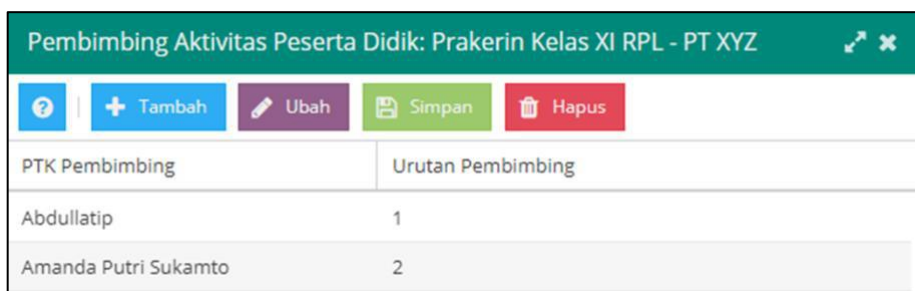 Pembimbing Aktivitas Peserta Didik: Prakerin Kelas XI RPL - PT XYZ
Tambah Ubah Simpan Hapus
PTK Pembimbing Urutan Pembimbing
Abdullatip 1
Amanda Putri Sukamto 2